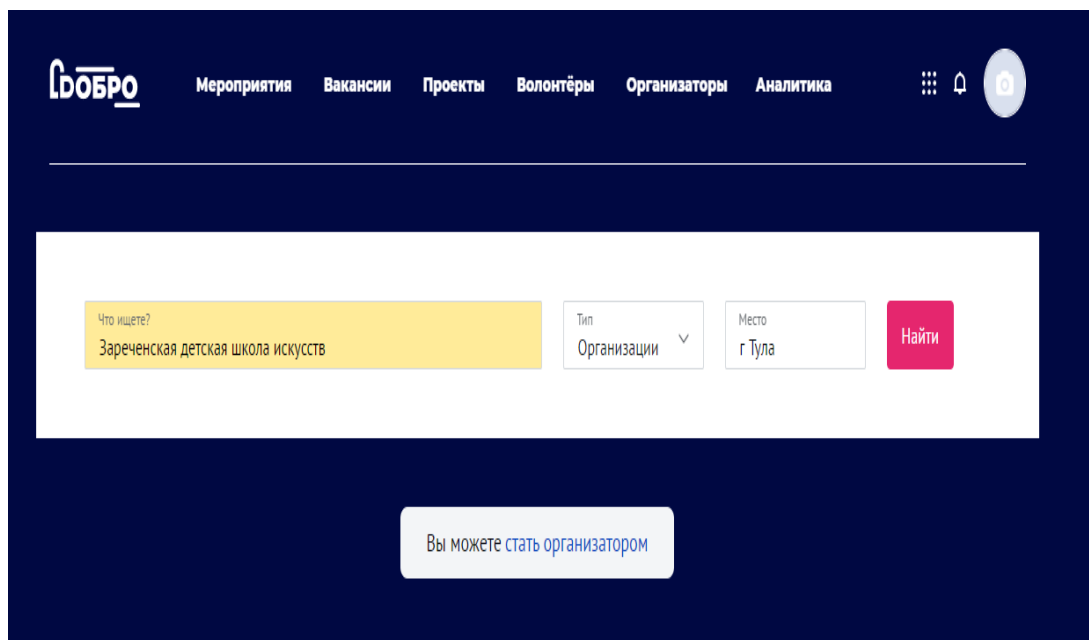 ДОБРО Мероприятия Вакансии Проекты Волонтёры Организаторы Аналитика
Что ищете? Тип Место
Зареченская детская школа искусств Организации г Тула Найти
Вы можете стать организатором